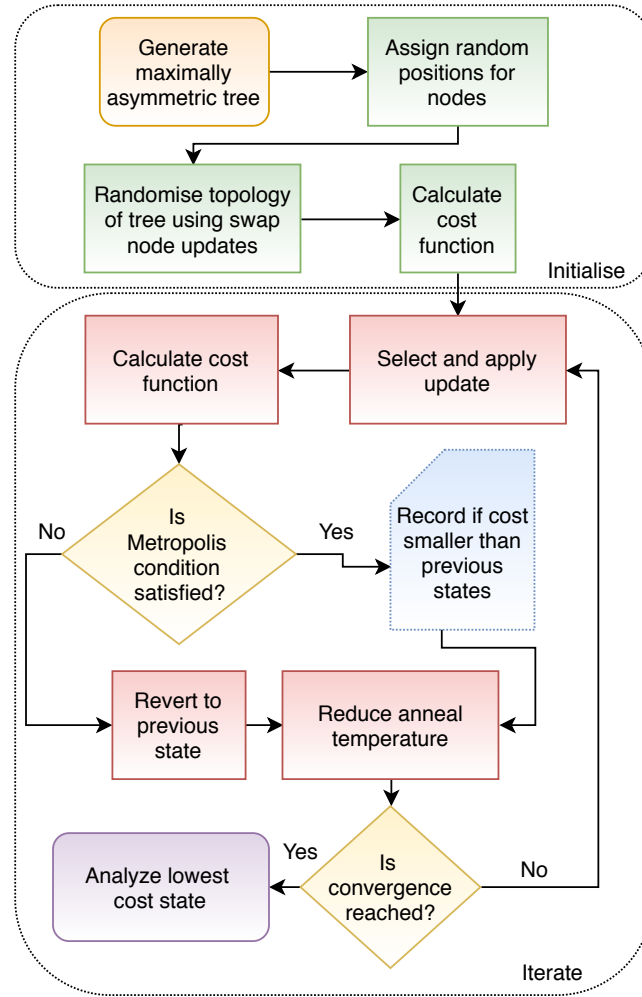 Generate
maximally
asymmetric tree
Assign random
positions for
nodes
Randomise topology
of tree using swap
node updates
Calculate
cost
function
Initialise
Calculate cost
function
Select and apply
update
No
Is
Metropolis
condition
satisfied?
Yes
Record if cost
smaller than
previous
states
Revert to
previous
state
Reduce anneal
temperature
Analyze lowest
cost state
Yes
Is
convergence
reached?
No
Iterate